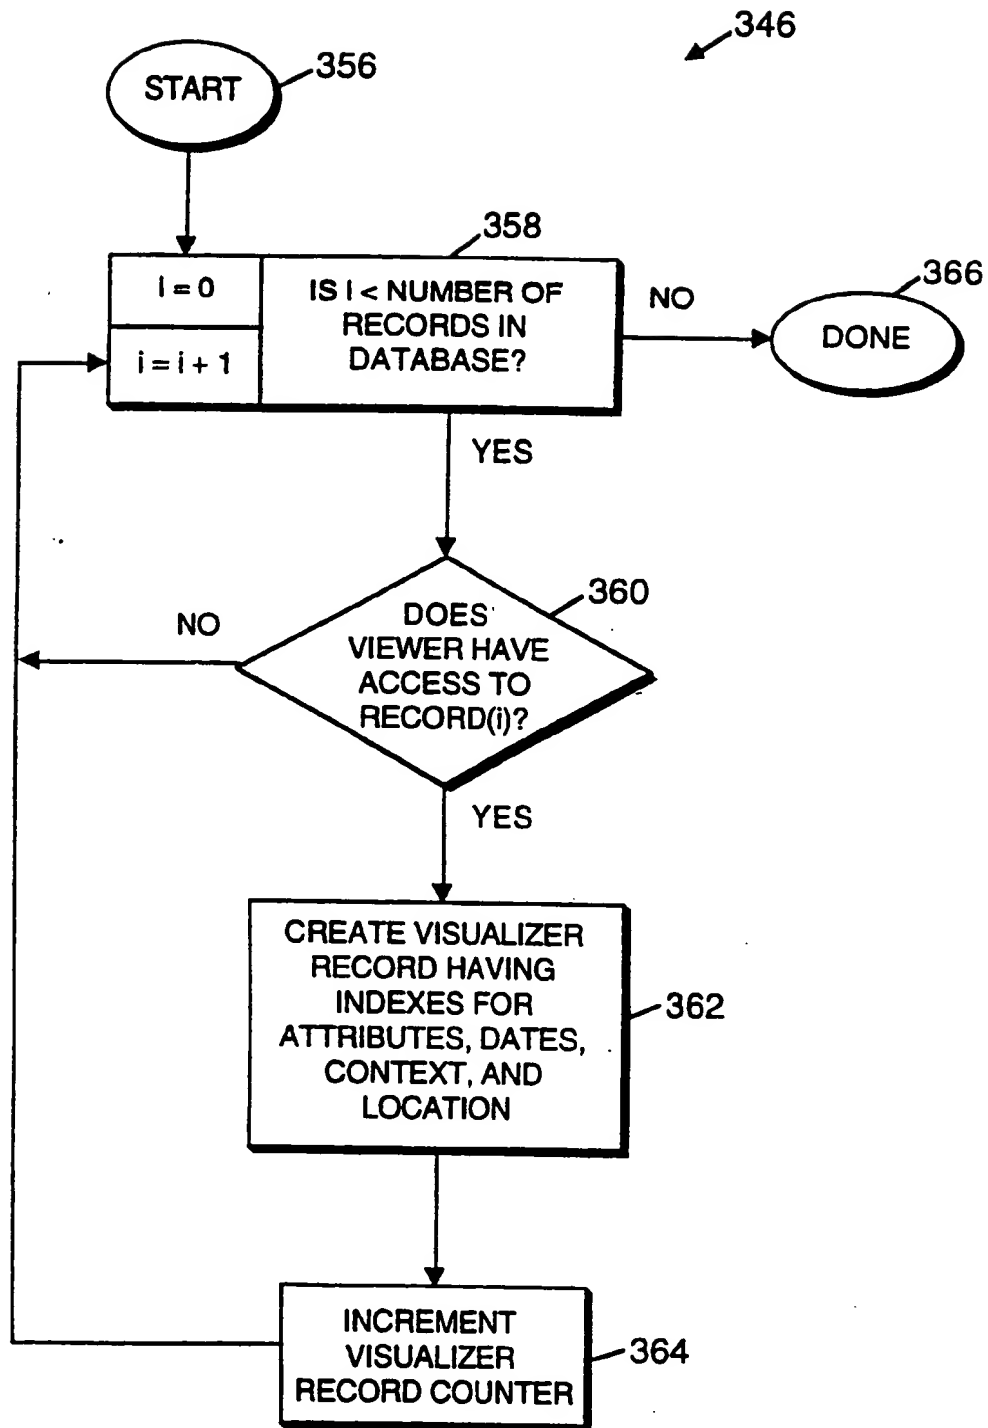 346
START
356
358
i = 0
i = i + 1
IS i < NUMBER OF
RECORDS IN
DATABASE?
NO
366
DONE
YES
360
DOES
VIEWER HAVE
ACCESS TO
RECORD(i)?
NO
YES
CREATE VISUALIZER
RECORD HAVING
INDEXES FOR
ATTRIBUTES, DATES,
CONTEXT, AND
LOCATION
362
INCREMENT
VISUALIZER
RECORD COUNTER
364